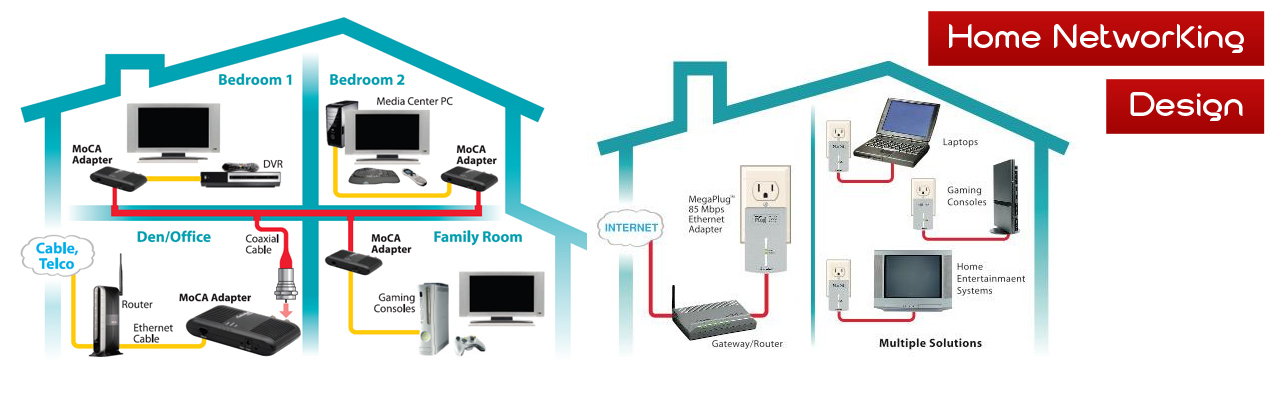 Home Networking
Design
Bedroom 1
Bedroom 2
Media Center PC
MoCA
Adapter
DVR
MoCA
Adapter
Den/Office
Coaxial
Cable
MoCA
Adapter
Family Room
Cable,
Telco
Router
MoCA Adapter
Ethernet
Cable
Gaming
Consoles
INTERNET
MegaPlug™
85 Mbps
Ethernet
Adapter
Gateway/Router
Laptops
Gaming
Consoles
Home
Entertainmaent
Systems
Multiple Solutions